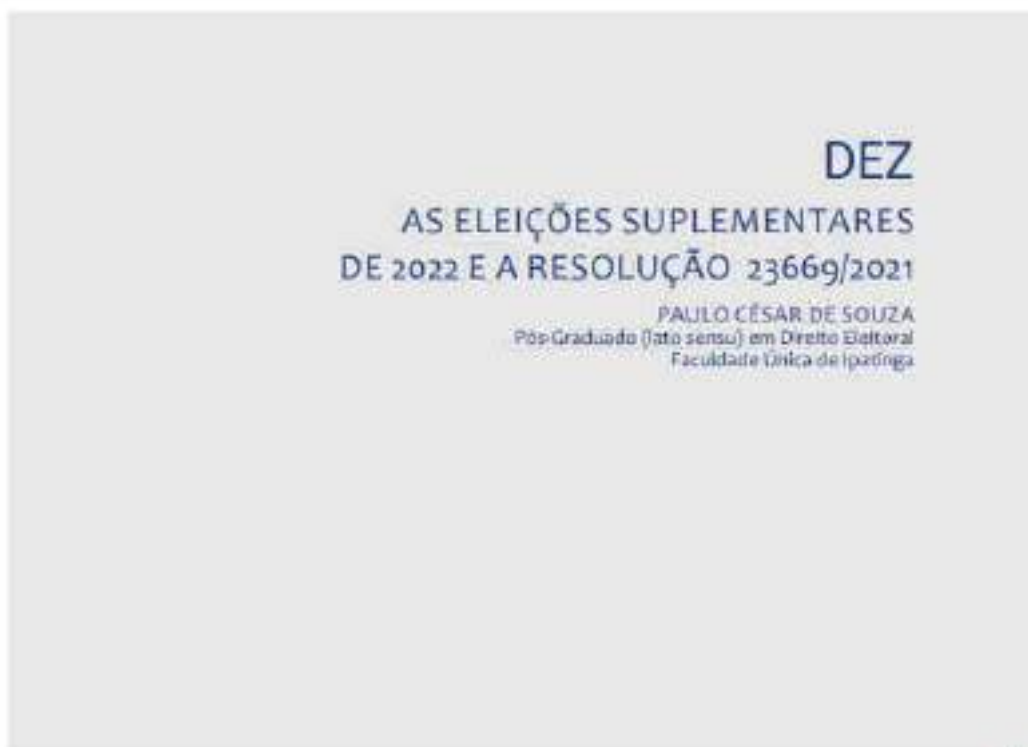 DEZ
AS ELEIÇÕES SUPLEMENTARES
DE 2022 E A RESOLUÇÃO 23669/2021
PAULO CÉSAR DE SOUZA
Pós-Graduado (lato sensu) em Direito Eleitoral
Faculdade Única de Ipatinga